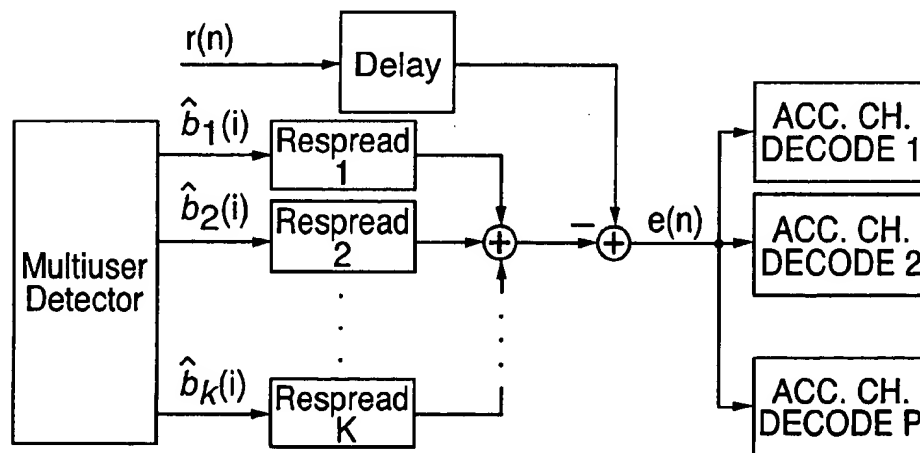 r(n)
Delay
b̂1(i)
Respread
1
ACC. CH.
DECODE 1
b̂2(i)
Respread
2
+
−
+
e(n)
ACC. CH.
DECODE 2
Multiuser
Detector
b̂k(i)
Respread
K
ACC. CH.
DECODE P